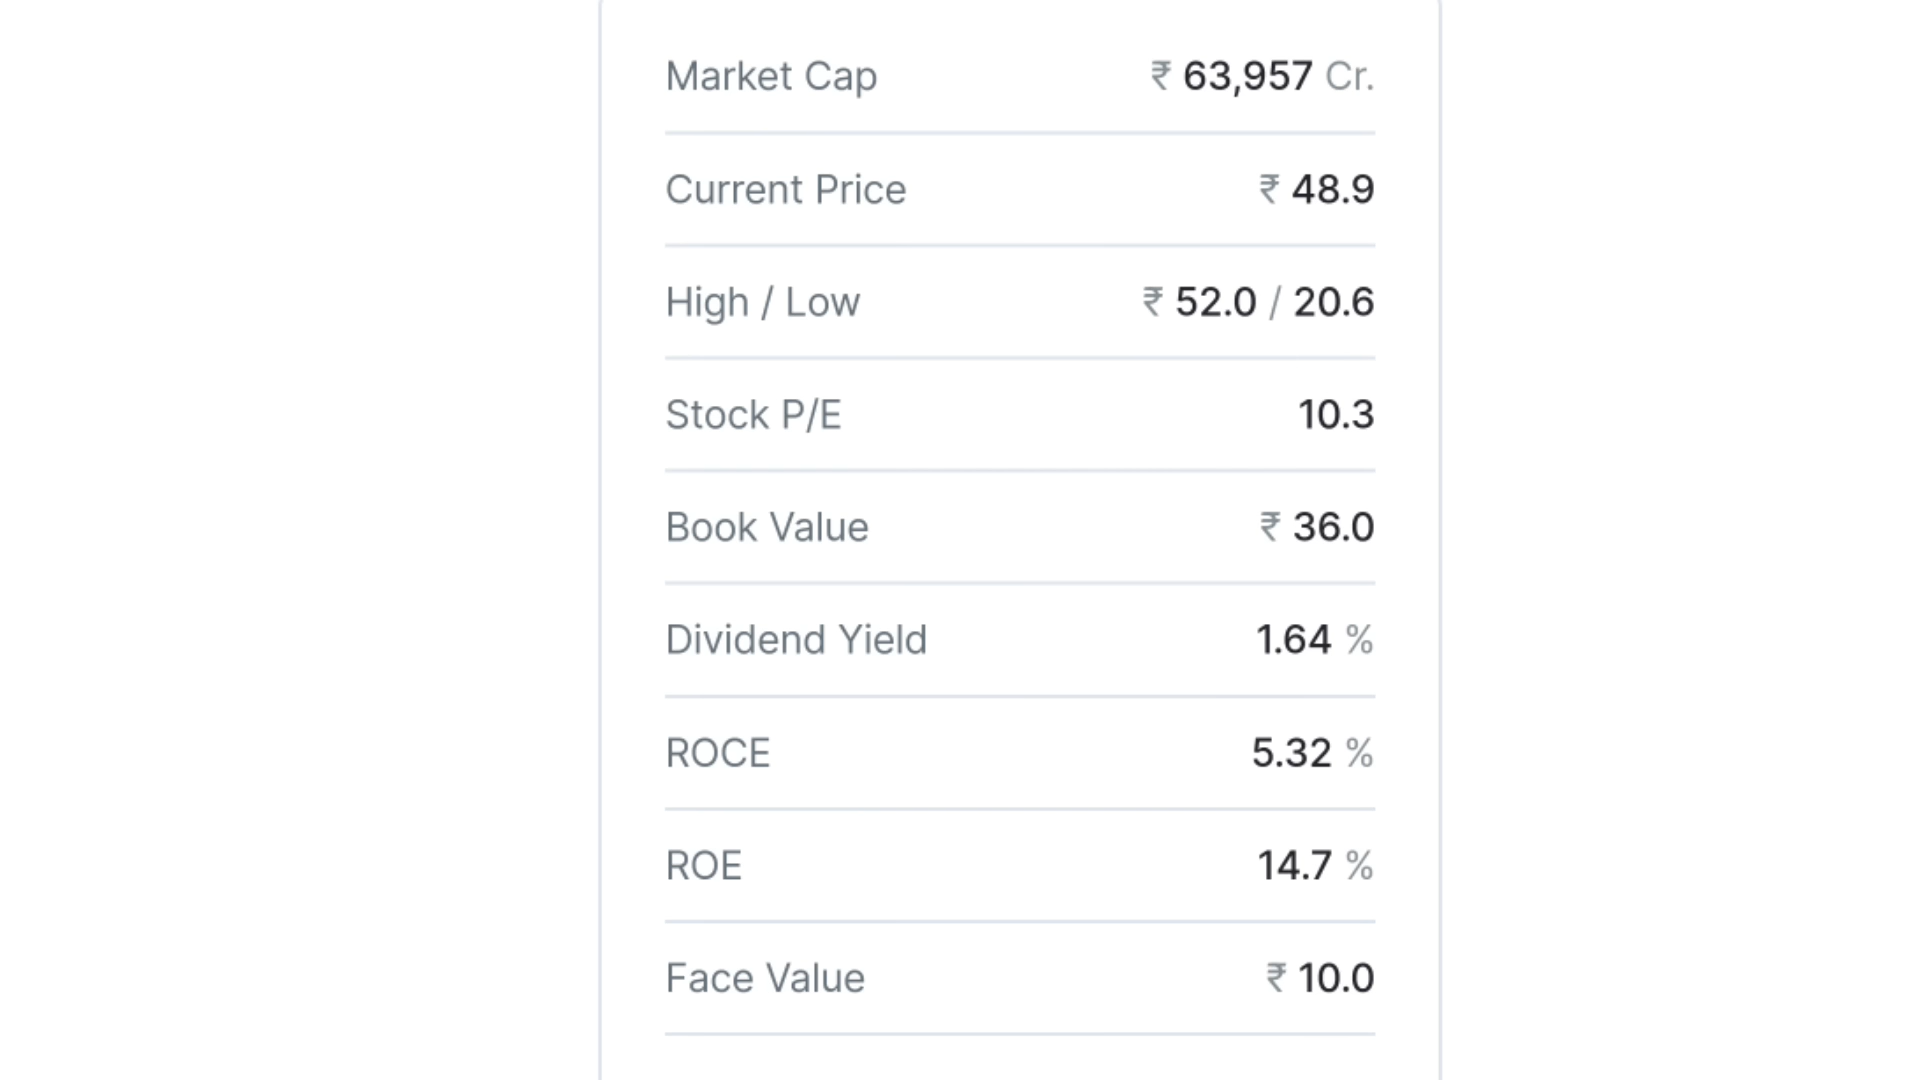 Market Cap ₹ 63,957 Cr.
Current Price ₹ 48.9
High / Low ₹ 52.0 / 20.6
Stock P/E 10.3
Book Value ₹ 36.0
Dividend Yield 1.64 %
ROCE 5.32 %
ROE 14.7 %
Face Value ₹ 10.0